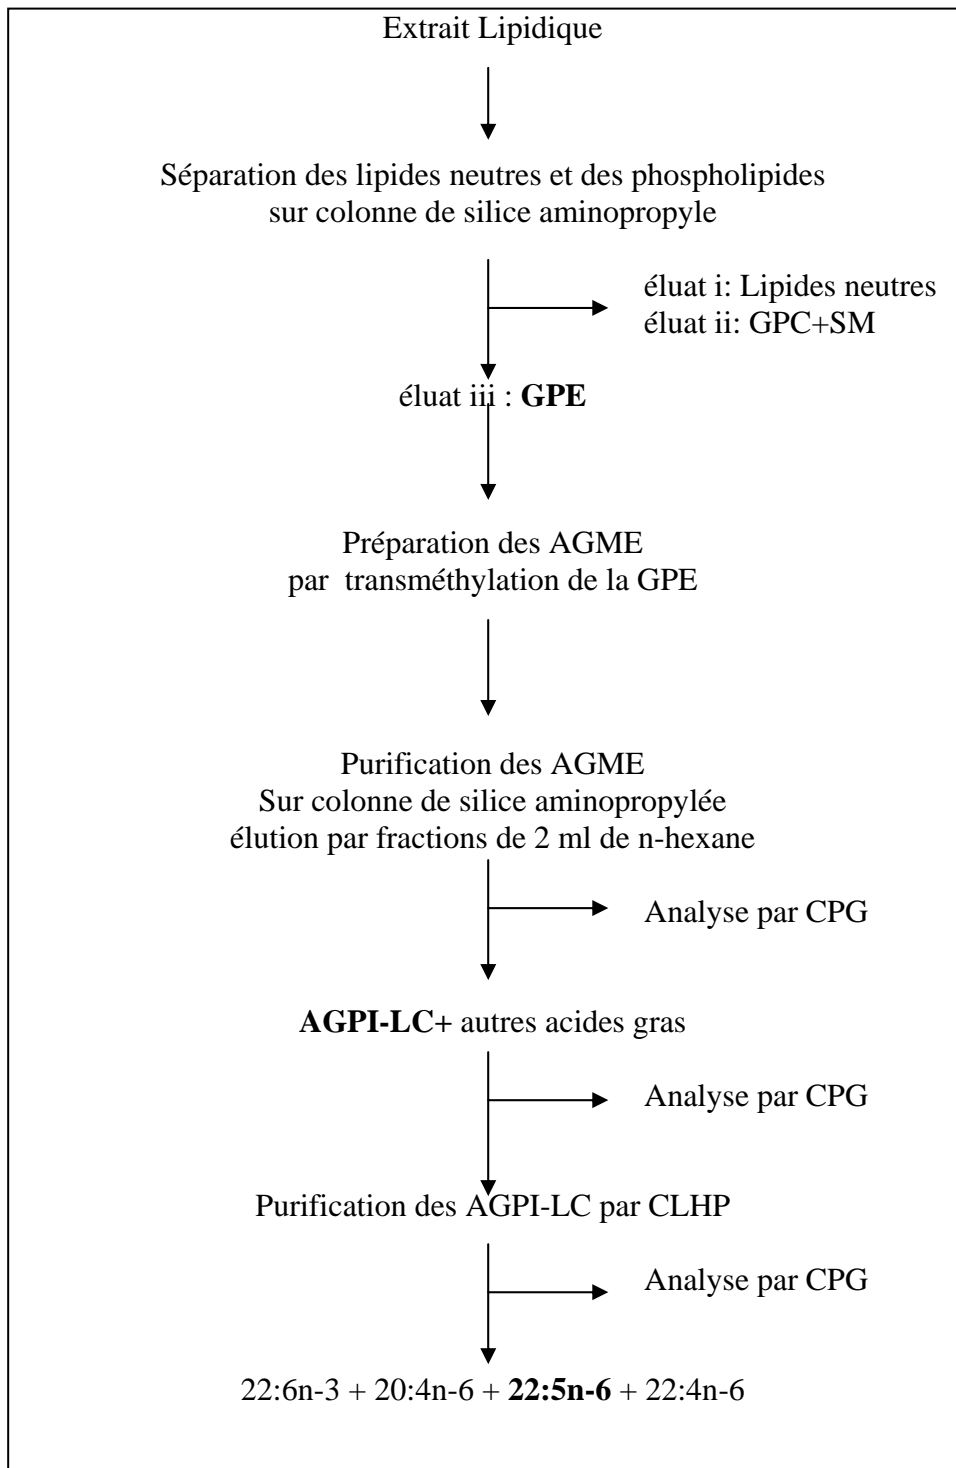 Extrait Lipidique
Séparation des lipides neutres et des phospholipides
sur colonne de silice aminopropyle
éluat i: Lipides neutres
éluat ii: GPC+SM
éluat iii : GPE
Préparation des AGME
par  transméthylation de la GPE
Purification des AGME
Sur colonne de silice aminopropylée
élution par fractions de 2 ml de n-hexane
Analyse par CPG
AGPI-LC+ autres acides gras
Analyse par CPG
Purification des AGPI-LC par CLHP
Analyse par CPG
22:6n-3 + 20:4n-6 + 22:5n-6 + 22:4n-6